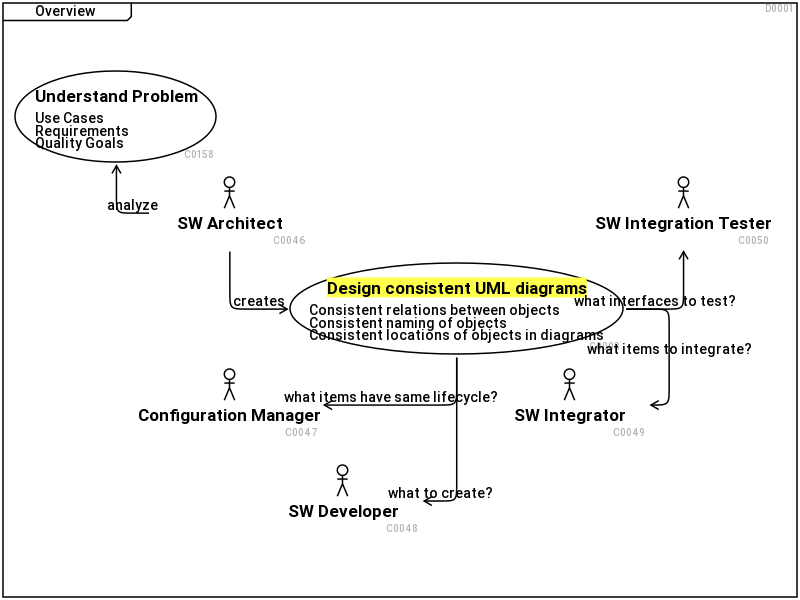 Overview
D0001
Understand Problem
Use Cases
Requirements
Quality Goals
C0158
analyze
SW Architect
C0046
SW Integration Tester
C0050
creates
Design consistent UML diagrams
Consistent relations between objects
Consistent naming of objects
Consistent locations of objects in diagrams
what interfaces to test?
what items to integrate?
what items have same lifecycle?
Configuration Manager
C0047
SW Integrator
C0049
what to create?
SW Developer
C0048